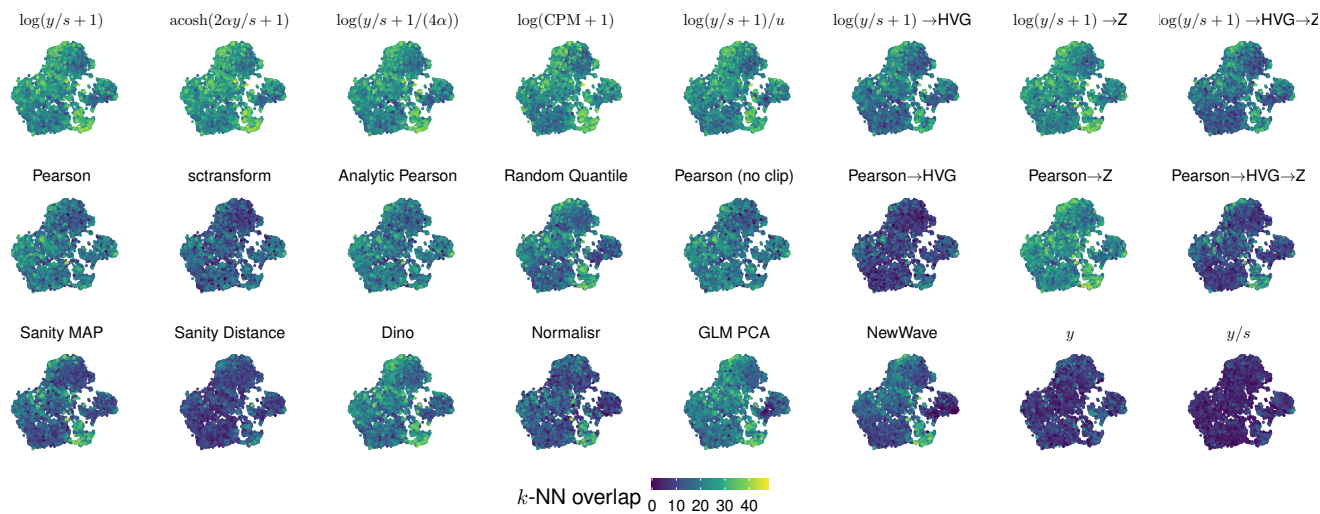 log(y/s + 1) acosh(2αy/s + 1) log(y/s + 1/(4α)) log(CPM + 1) log(y/s + 1)/u log(y/s + 1) →HVG log(y/s + 1) →Z log(y/s + 1) →HVG→Z
Pearson sctransform Analytic Pearson Random Quantile Pearson (no clip) Pearson→HVG Pearson→Z Pearson→HVG→Z
Sanity MAP Sanity Distance Dino Normalisr GLM PCA NewWave y y/s
k-NN overlap
0 10 20 30 40